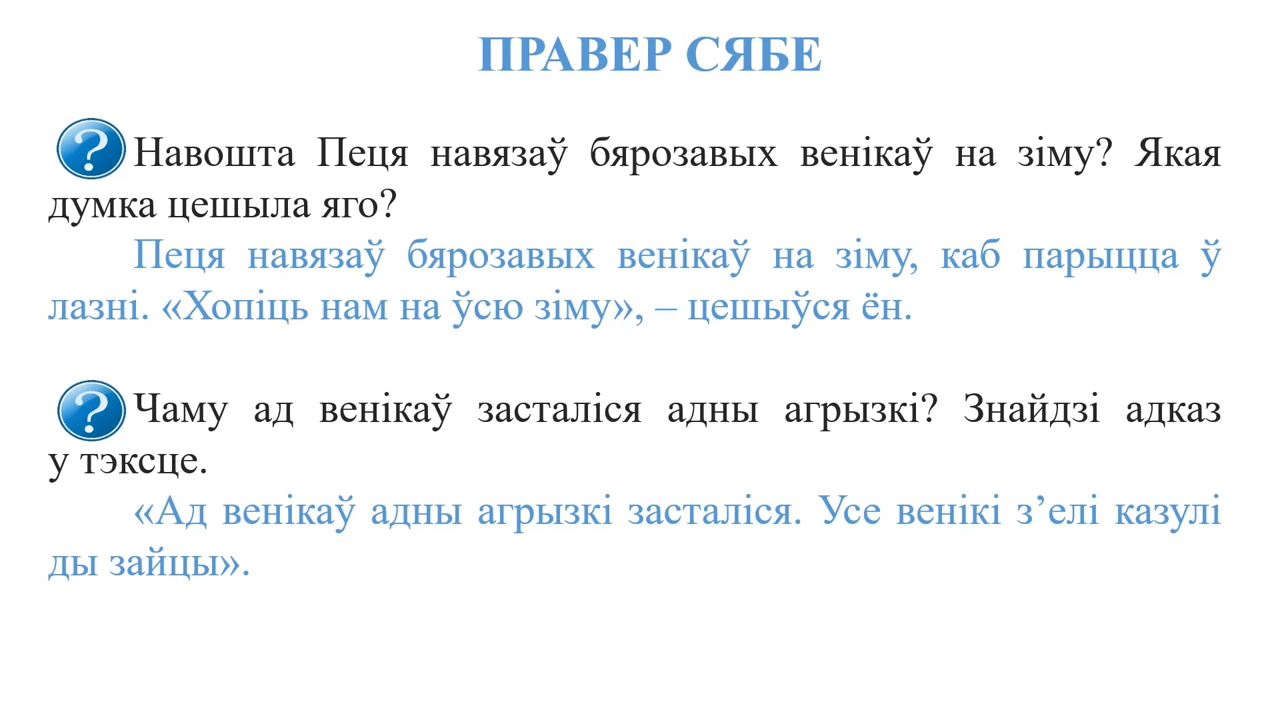 ПРАВЕР СЯБЕ
? Навошта Пеця навязаў бярозавых венікаў на зіму? Якая
думка цешыла яго?
Пеця навязаў бярозавых венікаў на зіму, каб парыцца ў
лазні. «Хопіць нам на ўсю зіму», – цешыўся ён.
? Чаму ад венікаў засталіся адны агрызкі? Знайдзі адказ
у тэксце.
«Ад венікаў адны агрызкі засталіся. Усе венікі з’елі казулі
ды зайцы».